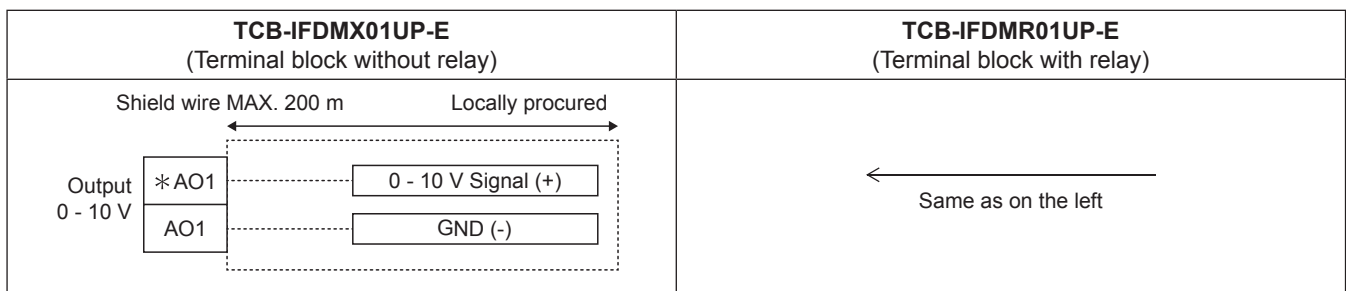 TCB-IFDMX01UP-E
(Terminal block without relay)
TCB-IFDMR01UP-E
(Terminal block with relay)
Shield wire MAX. 200 m
Locally procured
Output
0 - 10 V
＊AO1
0 - 10 V Signal (+)
AO1
GND (-)
Same as on the left